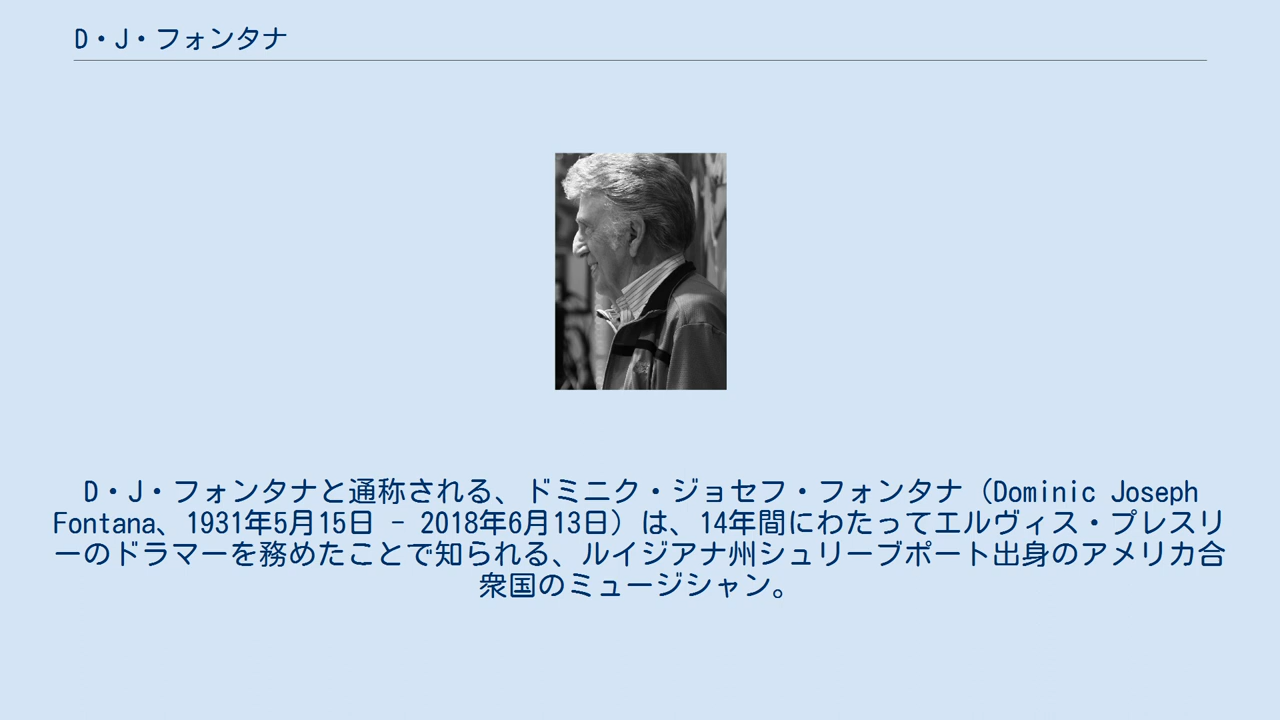 D・J・フォンタナ
D・J・フォンタナと通称される、ドミニク・ジョセフ・フォンタナ（Dominic Joseph
Fontana、1931年5月15日 - 2018年6月13日）は、14年間にわたってエルヴィス・プレスリ
ーのドラマーを務めたことで知られる、ルイジアナ州シュリーブポート出身のアメリカ合
衆国のミュージシャン。